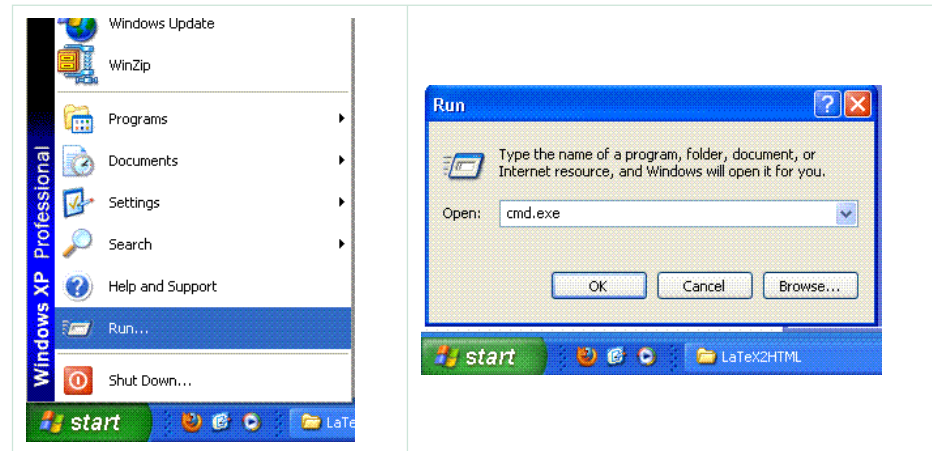 Windows Update
WinZip
Programs
Documents
Settings
Search
Help and Support
Run...
Shut Down...
Windows XP Professional
start
LaTe
Run
Type the name of a program, folder, document, or
Internet resource, and Windows will open it for you.
Open: cmd.exe
OK Cancel Browse...
start LaTeX2HTML